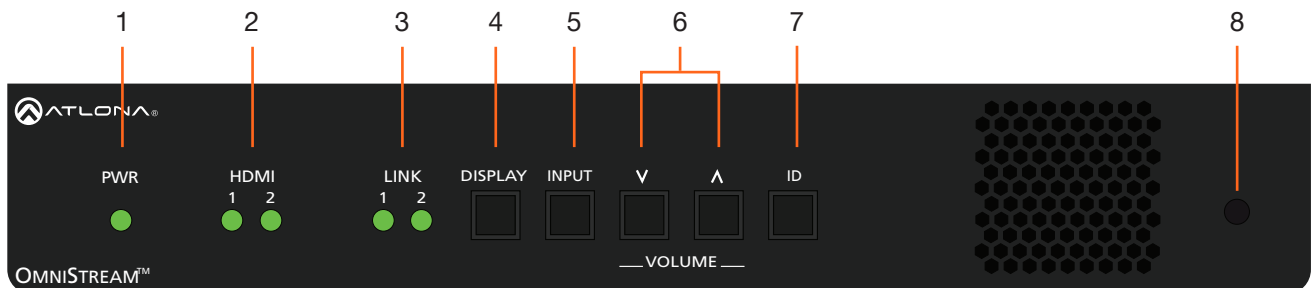 1 2 3 4 5 6 7 8
ATLONA®
PWR HDMI LINK DISPLAY INPUT ∨ ∧ ID
1 2 1 2
VOLUME
OMNISTREAM™